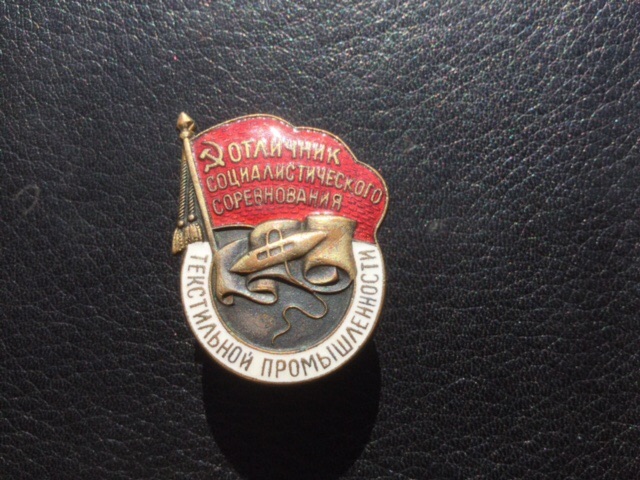 ОТЛИЧНИК
СОЦИАЛИСТИЧЕСКОГО
СОРЕВНОВАНИЯ
ТЕКСТИЛЬНОЙ ПРОМЫШЛЕННОСТИ